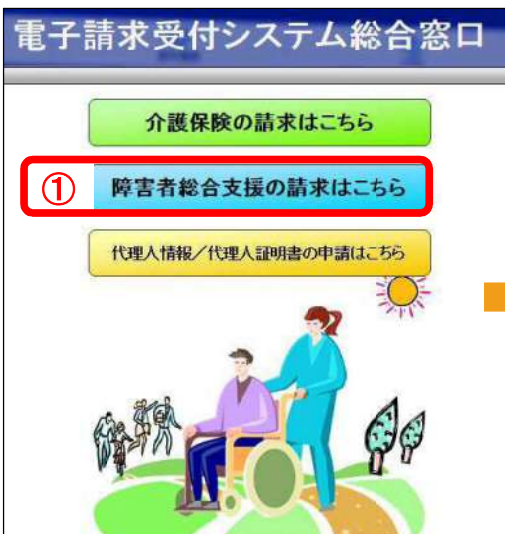 電子請求受付システム総合窓口
介護保険の請求はこちら
① 障害者総合支援の請求はこちら
代理人情報／代理人証明書の申請はこちら